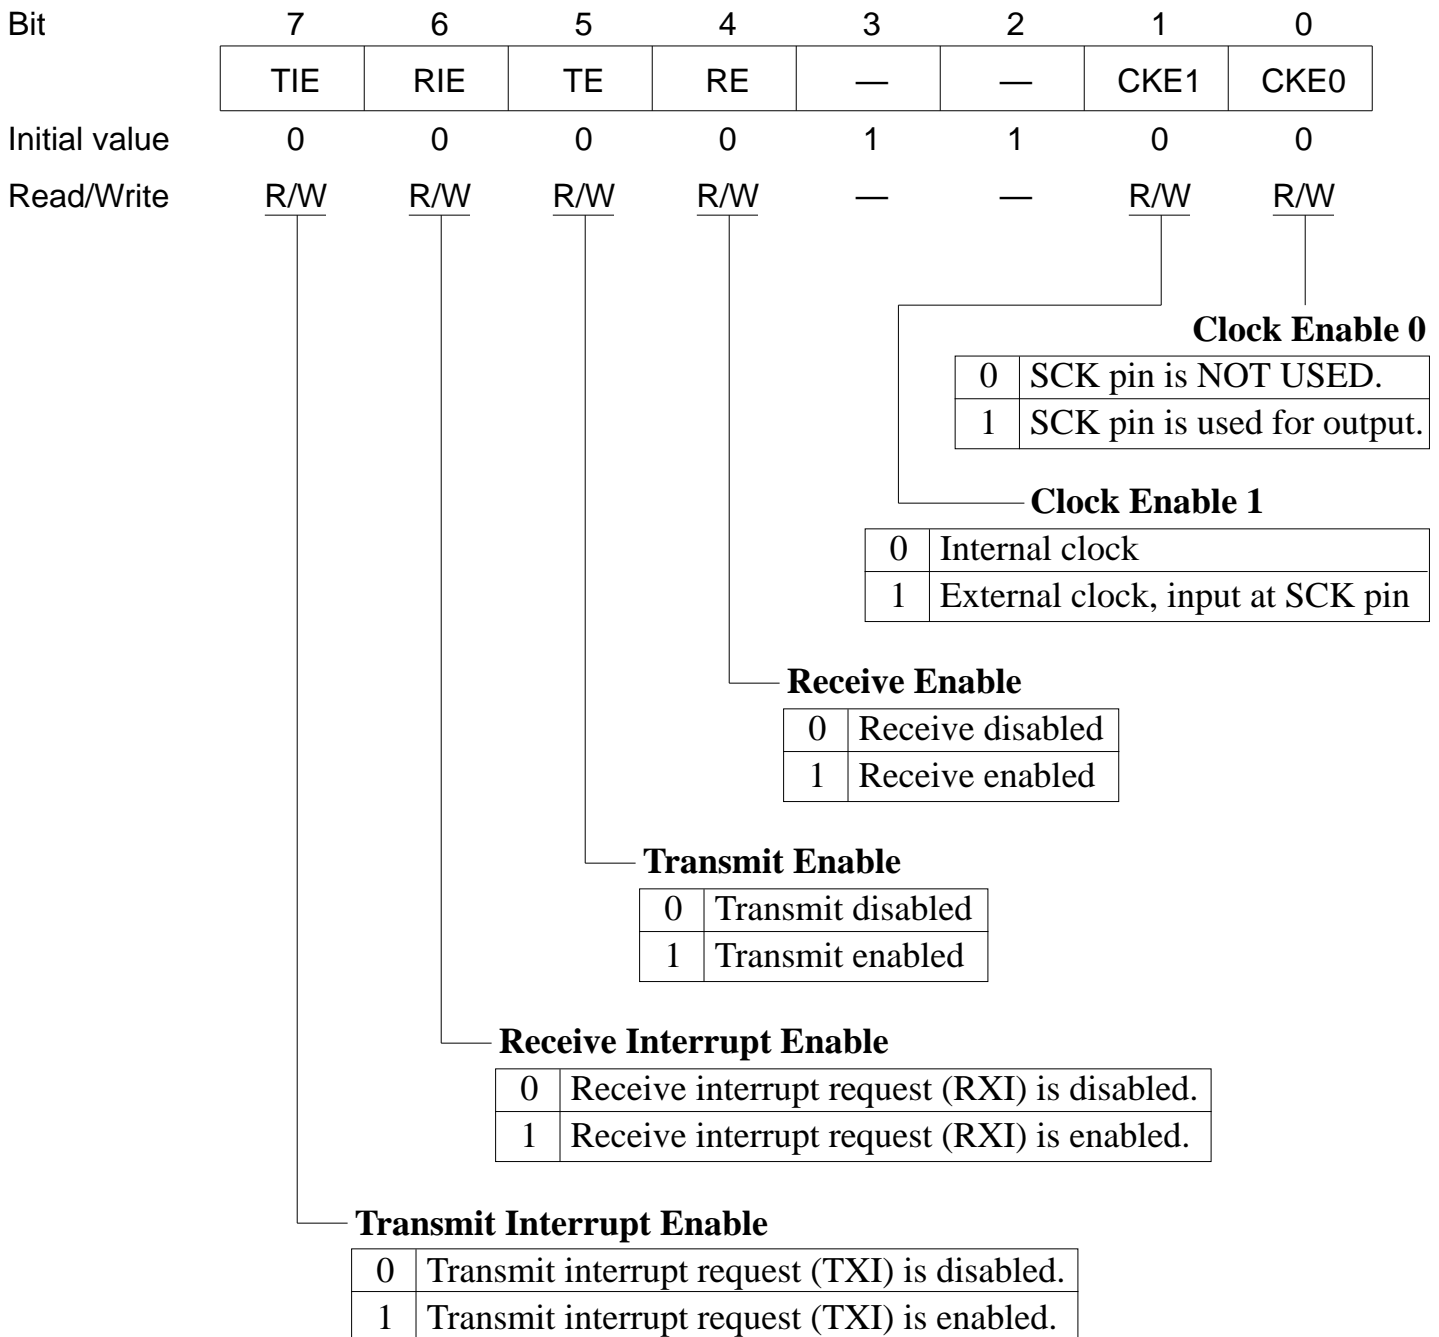 Bit 7 6 5 4 3 2 1 0
TIE RIE TE RE — — CKE1 CKE0
Initial value 0 0 0 0 1 1 0 0
Read/Write R/W R/W R/W R/W — — R/W R/W
Clock Enable 0
0 SCK pin is NOT USED.
1 SCK pin is used for output.
Clock Enable 1
0 Internal clock
1 External clock, input at SCK pin
Receive Enable
0 Receive disabled
1 Receive enabled
Transmit Enable
0 Transmit disabled
1 Transmit enabled
Receive Interrupt Enable
0 Receive interrupt request (RXI) is disabled.
1 Receive interrupt request (RXI) is enabled.
Transmit Interrupt Enable
0 Transmit interrupt request (TXI) is disabled.
1 Transmit interrupt request (TXI) is enabled.